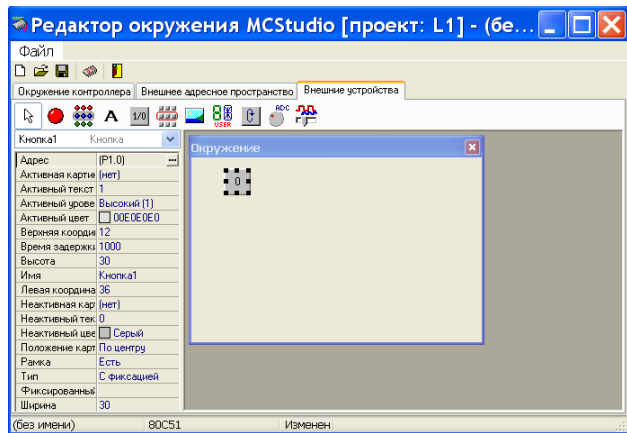 Редактор окружения MCStudio [проект: L1] - (бе...
Файл
Окружение контроллера Внешнее адресное пространство Внешние устройства
A 1/0 USER ADC
Кнопка1 Кнопка
Окружение
0
Адрес (P1.0) ...
Активная картин (нет)
Активный текст 1
Активный урове Высокий (1)
Активный цвет 00E0E0E0
Верхняя коорди 12
Время задержки 1000
Высота 30
Имя Кнопка1
Левая координа 36
Неактивная кар (нет)
Неактивный тек 0
Неактивный цве Серый
Положение карт По центру
Рамка Есть
Тип С фиксацией
Фиксированный
Ширина 30
(без имени) 80C51 Изменен